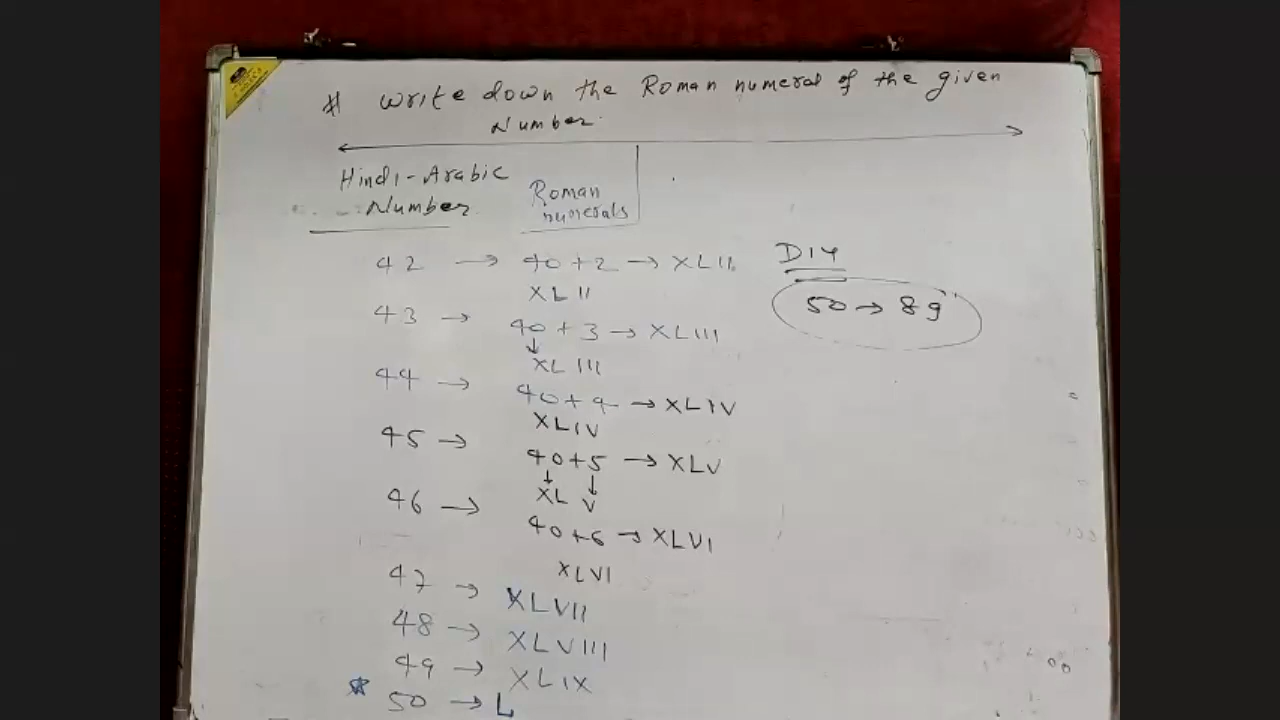 * Write down the Roman numeral of the given
Number.
Hindi-Arabic
Number
Roman
numerals
42 → 40+2 → XLII
XLII
43 → 40+3 → XLIII
↓
XLIII
44 → 40+4 → XLIV
XLIV
45 → 40+5 → XLV
↓ ↓
XL V
46 → 40+6 → XLVI
XLVI
47 → XLVII
48 → XLVIII
49 → XLIX
50 → L
DIY
50 → 89